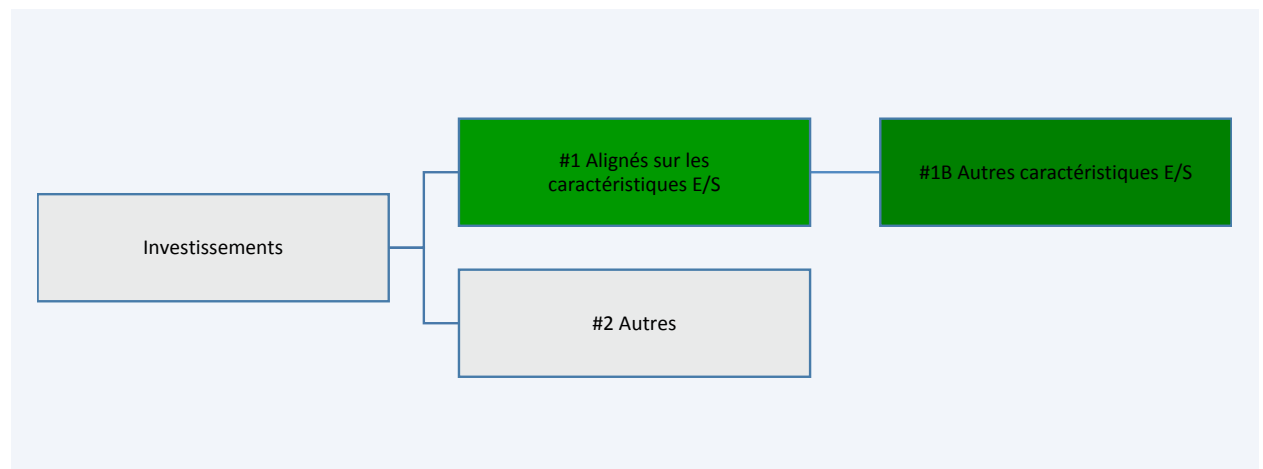 Investissements
#1 Alignés sur les
caractéristiques E/S
#1B Autres caractéristiques E/S
#2 Autres